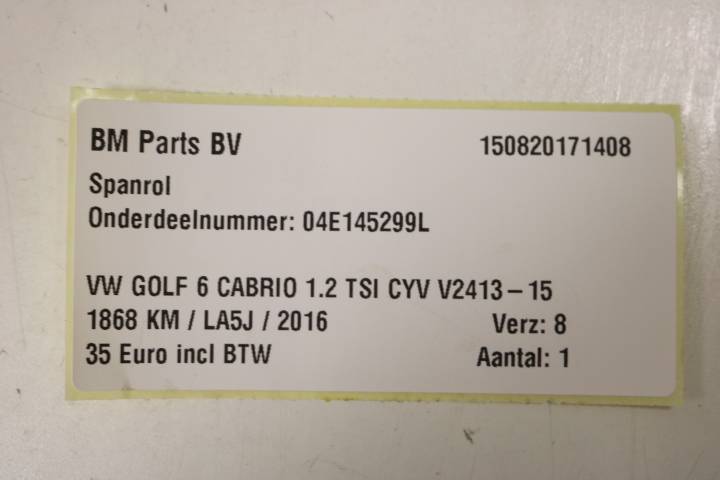 BM Parts BV 150820171408
Spanrol
Onderdeelnummer: 04E145299L
VW GOLF 6 CABRIO 1.2 TSI CYV V2413-15
1868 KM / LA5J / 2016 Verz: 8
35 Euro incl BTW Aantal: 1